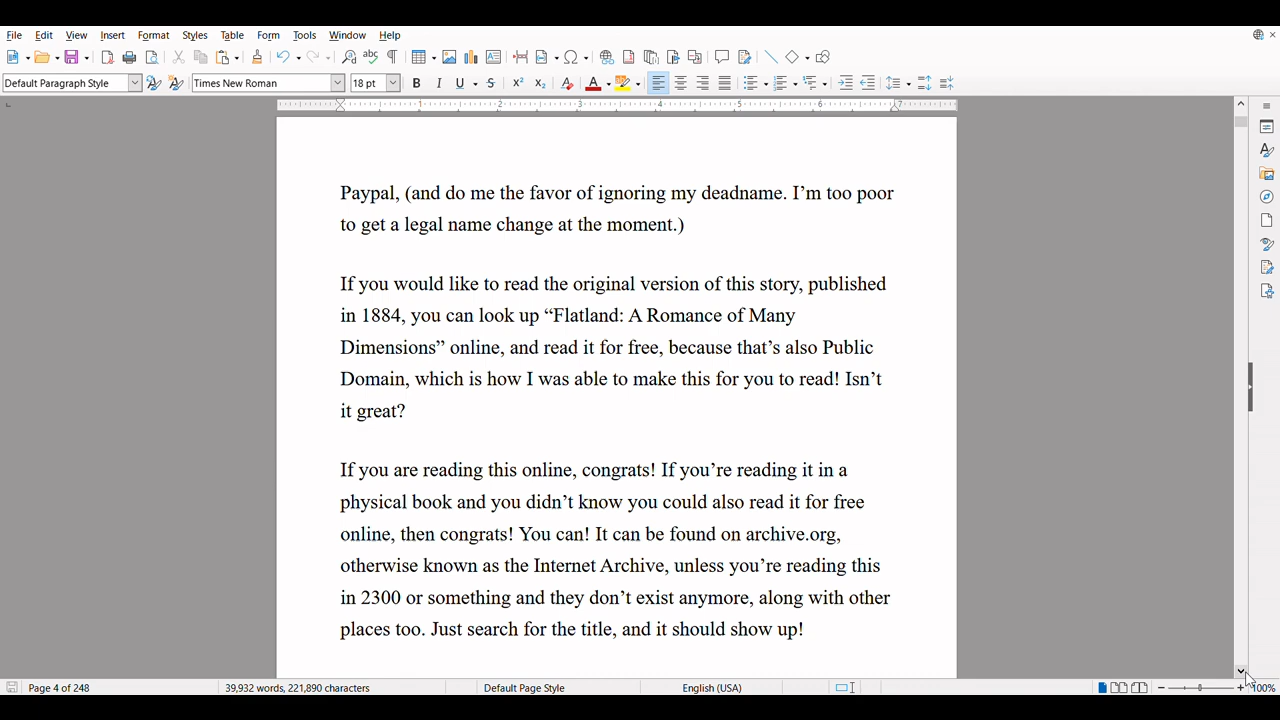 File Edit View Insert Format Styles Table Form Tools Window Help
Default Paragraph Style Times New Roman 18 pt
1 2 3 4 5 6 7
Paypal, (and do me the favor of ignoring my deadname. I’m too poor
to get a legal name change at the moment.)
If you would like to read the original version of this story, published
in 1884, you can look up “Flatland: A Romance of Many
Dimensions” online, and read it for free, because that’s also Public
Domain, which is how I was able to make this for you to read! Isn’t
it great?
If you are reading this online, congrats! If you’re reading it in a
physical book and you didn’t know you could also read it for free
online, then congrats! You can! It can be found on archive.org,
otherwise known as the Internet Archive, unless you’re reading this
in 2300 or something and they don’t exist anymore, along with other
places too. Just search for the title, and it should show up!
Page 4 of 248 39,932 words, 221,890 characters Default Page Style English (USA) 100%